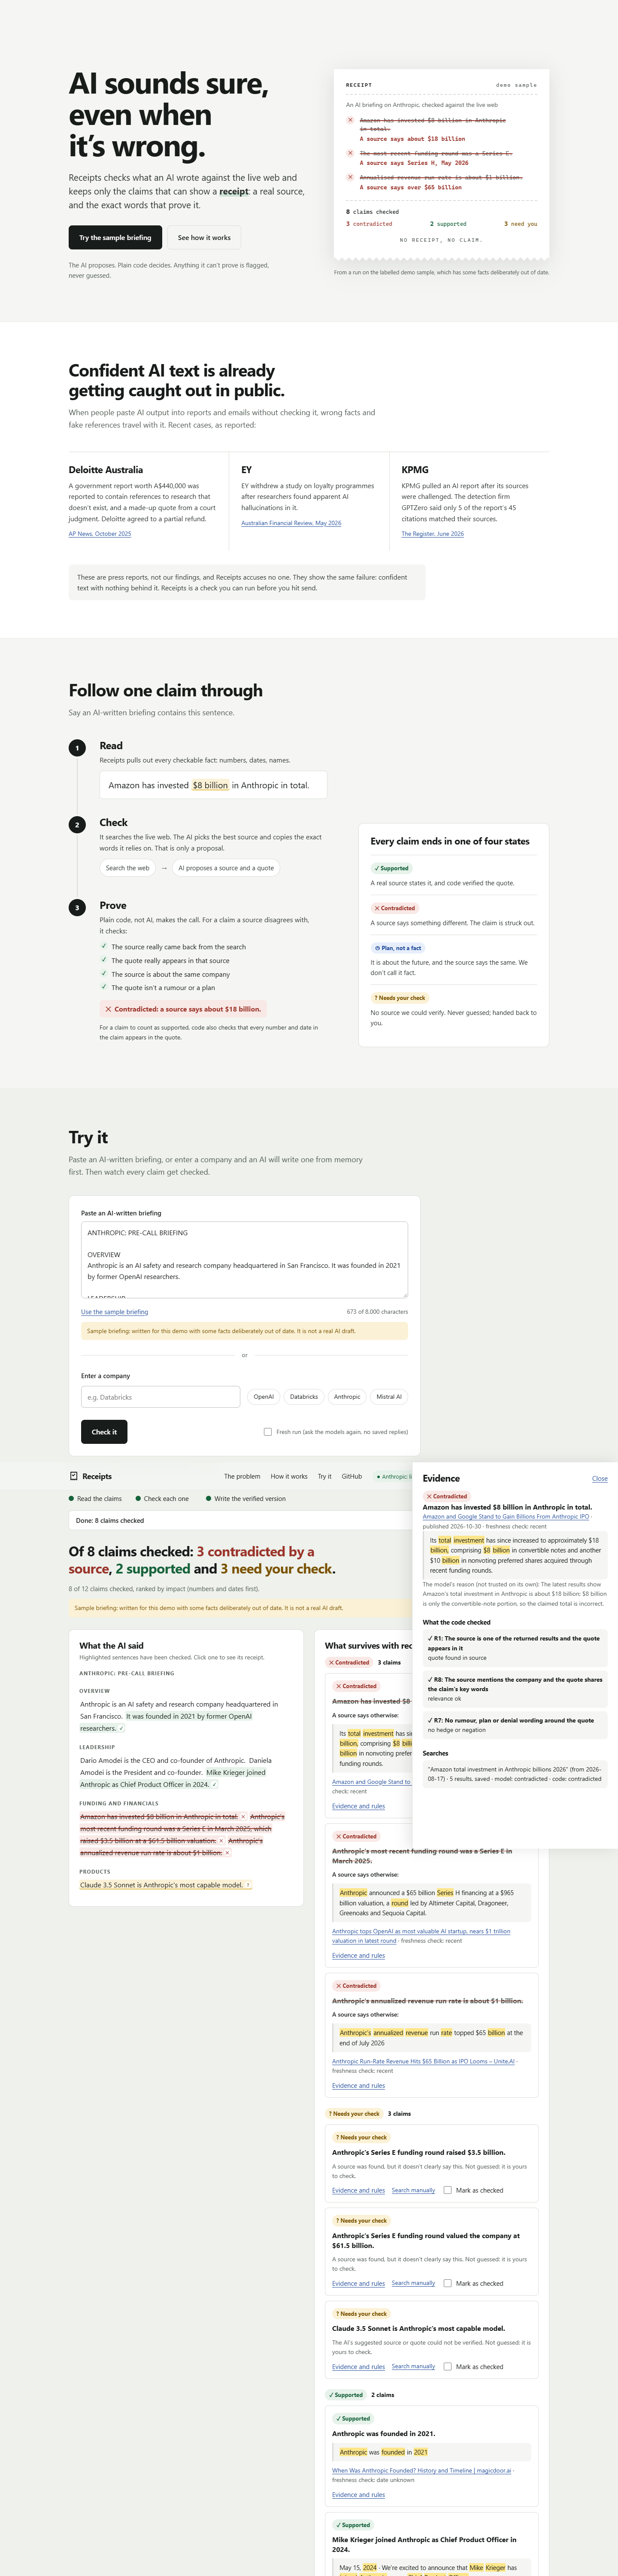 AI sounds sure,
even when
it's wrong.
Receipts checks what an AI wrote against the live web and
keeps only the claims that can show a receipt: a real source,
and the exact words that prove it.
Try the sample briefing
See how it works
The AI proposes. Plain code decides. Anything it can't prove is flagged,
never guessed.
RECEIPT
demo sample
An AI briefing on Anthropic, checked against the live web
Amazon has invested $8 billion in Anthropic
in total.
A source says about $18 billion
The most recent funding round was a Series E.
A source says Series H, May 2026
Annualised revenue run rate is about $1 billion.
A source says over $65 billion
8 claims checked
3 contradicted
2 supported
3 need you
NO RECEIPT, NO CLAIM.
From a run on the labelled demo sample, which has some facts deliberately out of date.
Confident AI text is already
getting caught out in public.
When people paste AI output into reports and emails without checking it, wrong facts and
fake references travel with it. Recent cases, as reported:
Deloitte Australia
A government report worth A$440,000 was
reported to contain references to research that
doesn't exist, and a made-up quote from a court
judgment. Deloitte agreed to a partial refund.
AP News, October 2025
EY
EY withdrew a study on loyalty programmes
after researchers found apparent AI
hallucinations in it.
Australian Financial Review, May 2026
KPMG
KPMG pulled an AI report after its sources
were challenged. The detection firm
GPTZero said only 5 of the report's 45
citations matched their sources.
The Register, June 2026
These are press reports, not our findings, and Receipts accuses no one. They show the same failure: confident
text with nothing behind it. Receipts is a check you can run before you hit send.
Follow one claim through
Say an AI-written briefing contains this sentence.
1
Read
Receipts pulls out every checkable fact: numbers, dates, names.
Amazon has invested $8 billion in Anthropic in total.
2
Check
It searches the live web. The AI picks the best source and copies the exact
words it relies on. That is only a proposal.
Search the web → AI proposes a source and a quote
3
Prove
Plain code, not AI, makes the call. For a claim a source disagrees with,
it checks:
✓ The source really came back from the search
✓ The quote really appears in that source
✓ The source is about the same company
✓ The quote isn't a rumour or a plan
Contradicted: a source says about $18 billion.
For a claim to count as supported, code also checks that every number and date in
the claim appears in the quote.
Every claim ends in one of four states
✓ Supported
A real source states it, and code verified the quote.
Contradicted
A source says something different. The claim is struck out.
Plan, not a fact
It is about the future, and the source says the same. We
don't call it fact.
? Needs your check
No source we could verify. Never guessed; handed back to
you.
Try it
Paste an AI-written briefing, or enter a company and an AI will write one from memory
first. Then watch every claim get checked.
Paste an AI-written briefing
ANTHROPIC: PRE-CALL BRIEFING
OVERVIEW
Anthropic is an AI safety and research company headquartered in San Francisco. It was founded in 2021
by former OpenAI researchers.
LEADERSHIP
Use the sample briefing
673 of 8,000 characters
Sample briefing: written for this demo with some facts deliberately out of date. It is not a real AI draft.
or
Enter a company
e.g. Databricks
OpenAI
Databricks
Anthropic
Mistral AI
Check it
Fresh run (ask the models again, no saved replies)
Receipts
The problem
How it works
Try it
GitHub
Anthropic: li
Read the claims
Check each one
Write the verified version
Done: 8 claims checked
Of 8 claims checked: 3 contradicted by a
source, 2 supported and 3 need your check.
8 of 12 claims checked, ranked by impact (numbers and dates first).
Sample briefing: written for this demo with some facts deliberately out of date. It is not a real AI draft.
What the AI said
Highlighted sentences have been checked. Click one to see its receipt.
ANTHROPIC: PRE-CALL BRIEFING
OVERVIEW
Anthropic is an AI safety and research company headquartered in
San Francisco. It was founded in 2021 by former OpenAI
researchers. ✓
LEADERSHIP
Dario Amodei is the CEO and co-founder of Anthropic. Daniela
Amodei is the President and co-founder. Mike Krieger joined
Anthropic as Chief Product Officer in 2024. ✓
FUNDING AND FINANCIALS
Amazon has invested $8 billion in Anthropic in total. × Anthropic's
most recent funding round was a Series E in March 2025, which
raised $3.5 billion at a $61.5 billion valuation. × Anthropic's
annualized revenue run rate is about $1 billion. ×
PRODUCTS
Claude 3.5 Sonnet is Anthropic's most capable model. ?
What survives with rec
Contradicted 3 claims
Contradicted
Amazon has invested $8
A source says otherwise:
Its total investment has sin
billion, comprising $8 billi
billion in nonvoting prefer
funding rounds.
Amazon and Google Stand to
check: recent
Evidence and rules
Contradicted
Anthropic's most recent funding round was a Series E in
March 2025.
A source says otherwise:
Anthropic announced a $65 billion Series H financing at a $965
billion valuation, a round led by Altimeter Capital, Dragoneer,
Greenoaks and Sequoia Capital.
Anthropic tops OpenAI as most valuable AI startup, nears $1 trillion
valuation in latest round · freshness check: recent
Evidence and rules
Contradicted
Anthropic's annualized revenue run rate is about $1 billion.
A source says otherwise:
Anthropic's annualized revenue run rate topped $65 billion at the
end of July 2026
Anthropic Run-Rate Revenue Hits $65 Billion as IPO Looms – Unite.AI ·
freshness check: recent
Evidence and rules
? Needs your check 3 claims
? Needs your check
Anthropic's Series E funding round raised $3.5 billion.
A source was found, but it doesn't clearly say this. Not guessed: it is yours
to check.
Evidence and rules Search manually Mark as checked
? Needs your check
Anthropic's Series E funding round valued the company at
$61.5 billion.
A source was found, but it doesn't clearly say this. Not guessed: it is yours
to check.
Evidence and rules Search manually Mark as checked
? Needs your check
Claude 3.5 Sonnet is Anthropic's most capable model.
The AI's suggested source or quote could not be verified. Not guessed: it is
yours to check.
Evidence and rules Search manually Mark as checked
✓ Supported 2 claims
✓ Supported
Anthropic was founded in 2021.
Anthropic was founded in 2021
When Was Anthropic Founded? History and Timeline | magicdoor.ai ·
freshness check: date unknown
Evidence and rules
✓ Supported
Mike Krieger joined Anthropic as Chief Product Officer in
2024.
May 15, 2024 · We're excited to announce that Mike Krieger has
Evidence
Close
Contradicted
Amazon has invested $8 billion in Anthropic in total.
Amazon and Google Stand to Gain Billions From Anthropic IPO ·
published 2026-10-30 · freshness check: recent
Its total investment has since increased to approximately $18
billion, comprising $8 billion in convertible notes and another
$10 billion in nonvoting preferred shares acquired through
recent funding rounds.
The model's reason (not trusted on its own): The latest results show
Amazon's total investment in Anthropic is about $18 billion; $8 billion
is only the convertible-note portion, so the claimed total is incorrect.
What the code checked
✓ R1: The source is one of the returned results and the quote
appears in it
quote found in source
✓ R8: The source mentions the company and the quote shares
the claim's key words
relevance ok
✓ R7: No rumour, plan or denial wording around the quote
no hedge or negation
Searches
"Amazon total investment in Anthropic billions 2026" (from 2026-
08-17) · 5 results, saved · model: contradicted · code: contradicted